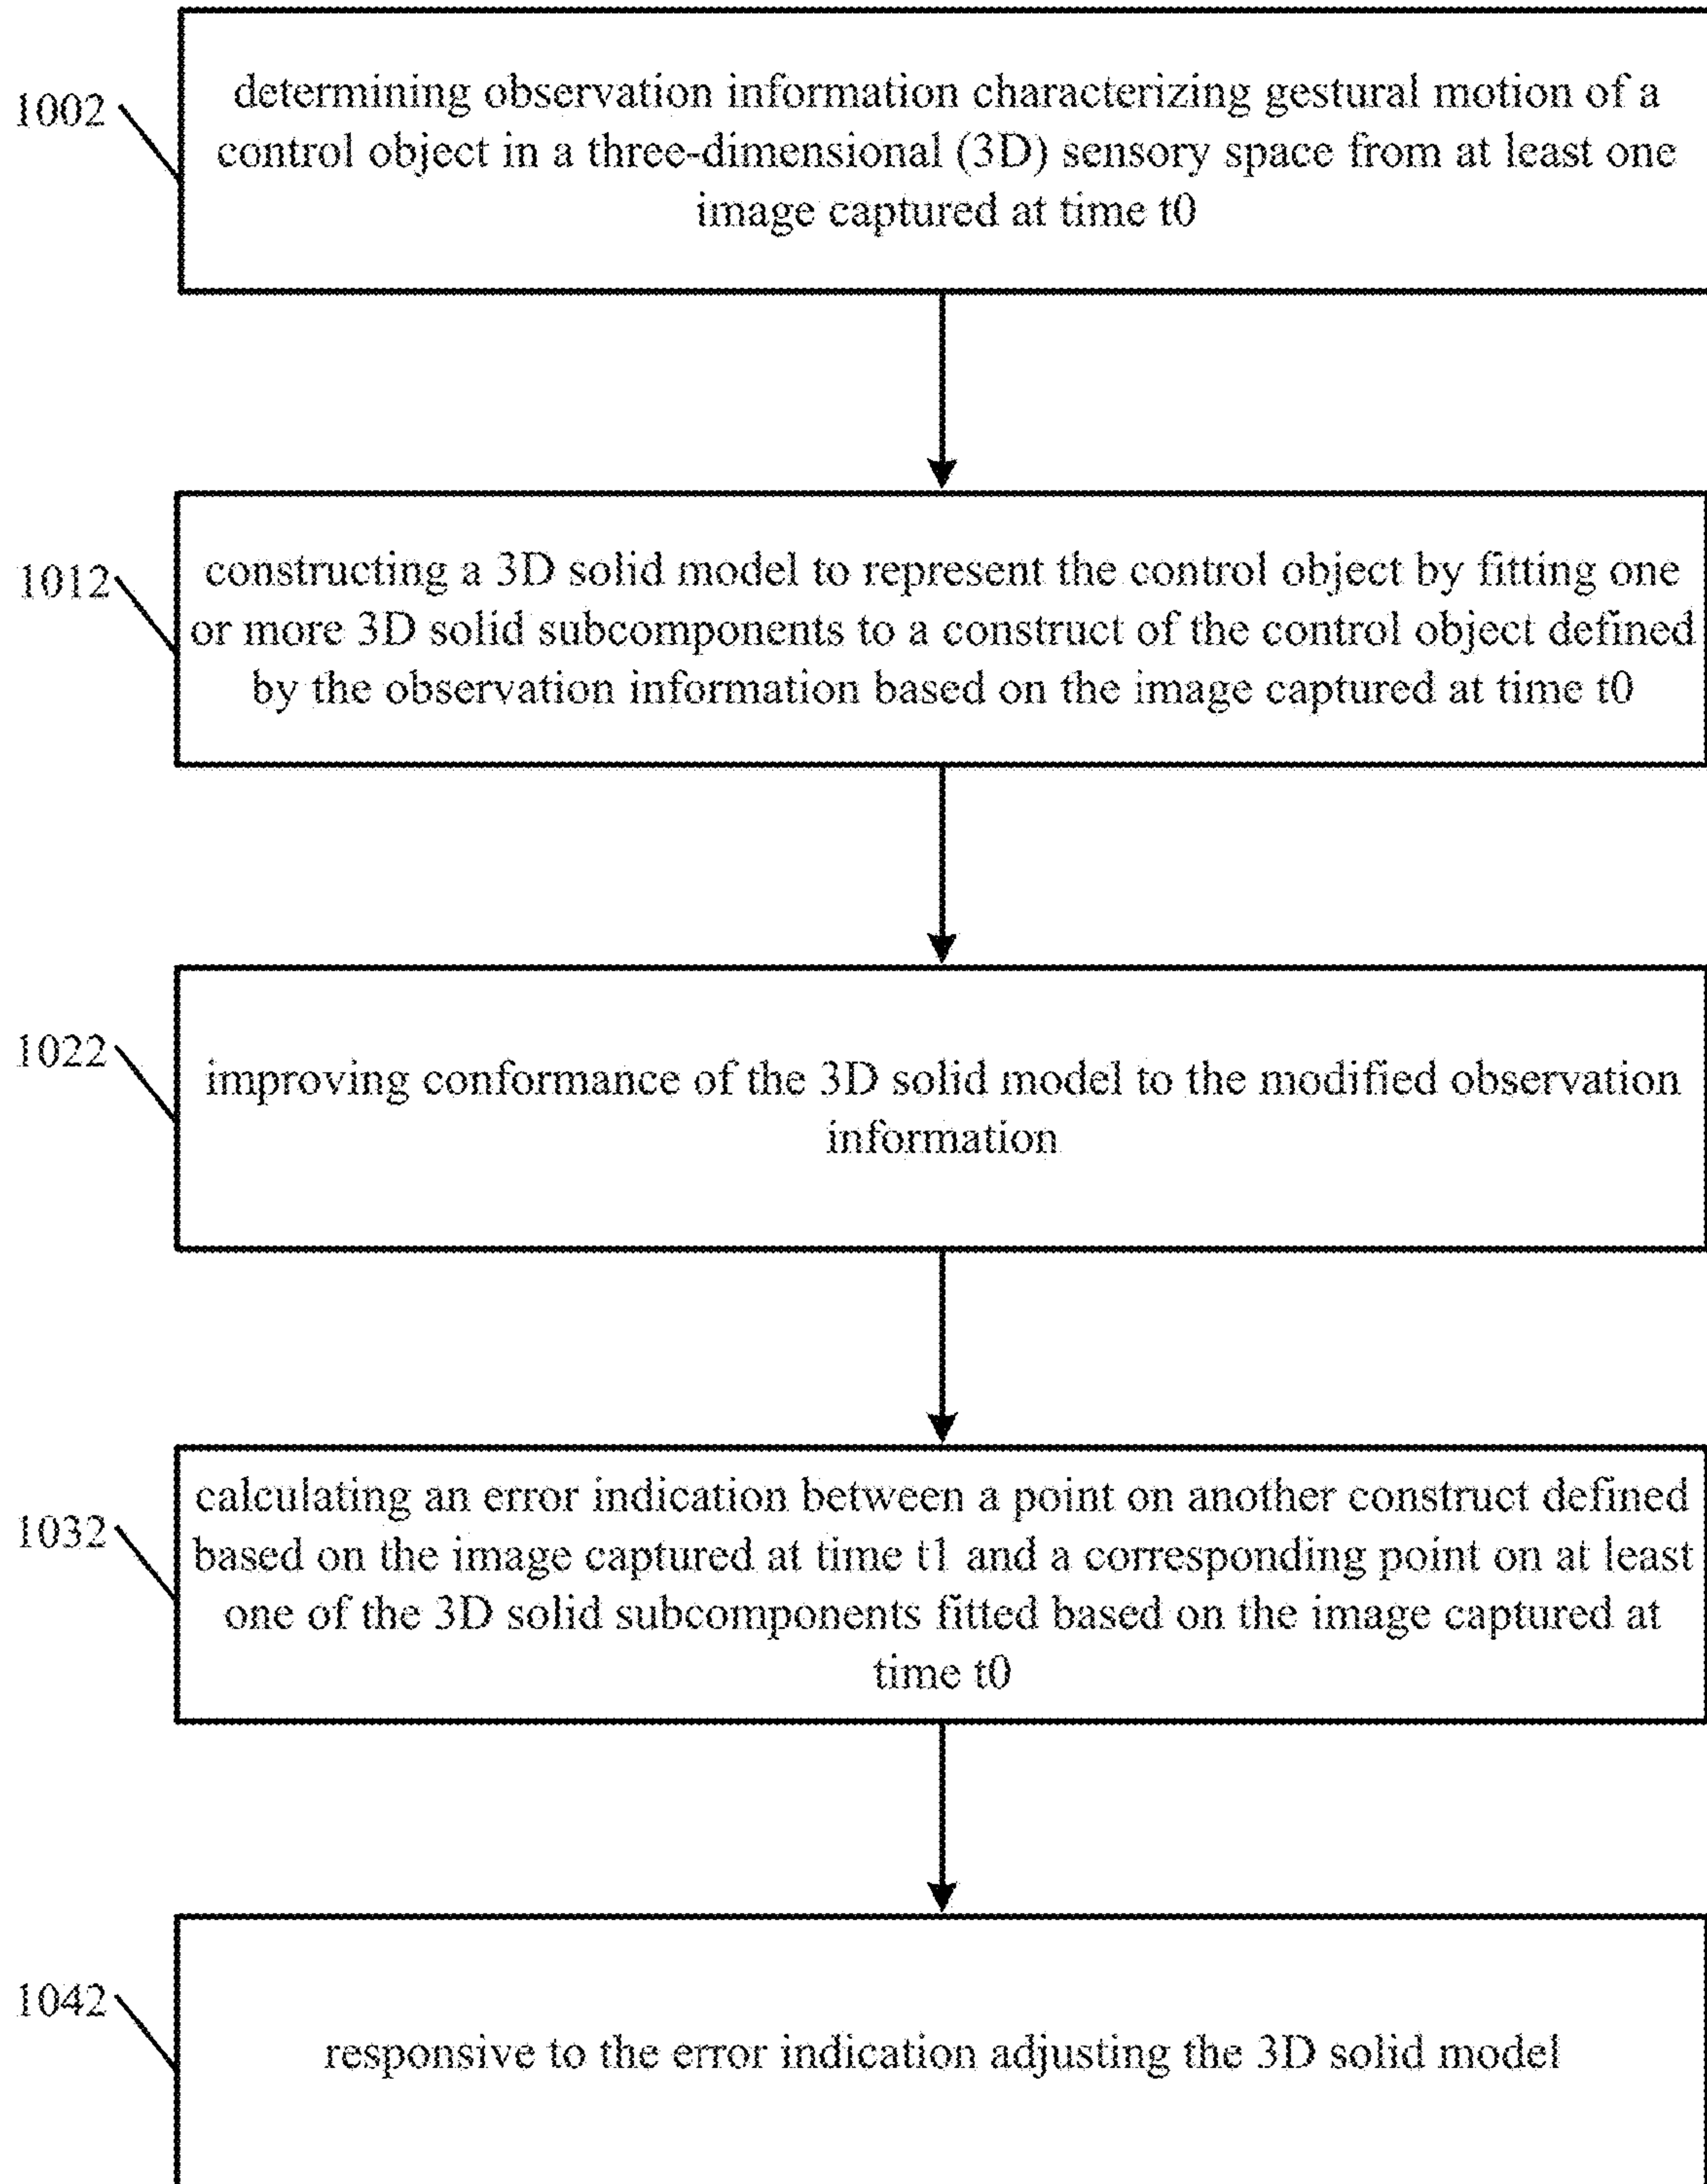 1002
determining observation information characterizing gestural motion of a
control object in a three-dimensional (3D) sensory space from at least one
image captured at time t0
1012
constructing a 3D solid model to represent the control object by fitting one
or more 3D solid subcomponents to a construct of the control object defined
by the observation information based on the image captured at time t0
1022
improving conformance of the 3D solid model to the modified observation
information
1032
calculating an error indication between a point on another construct defined
based on the image captured at time t1 and a corresponding point on at least
one of the 3D solid subcomponents fitted based on the image captured at
time t0
1042
responsive to the error indication adjusting the 3D solid model